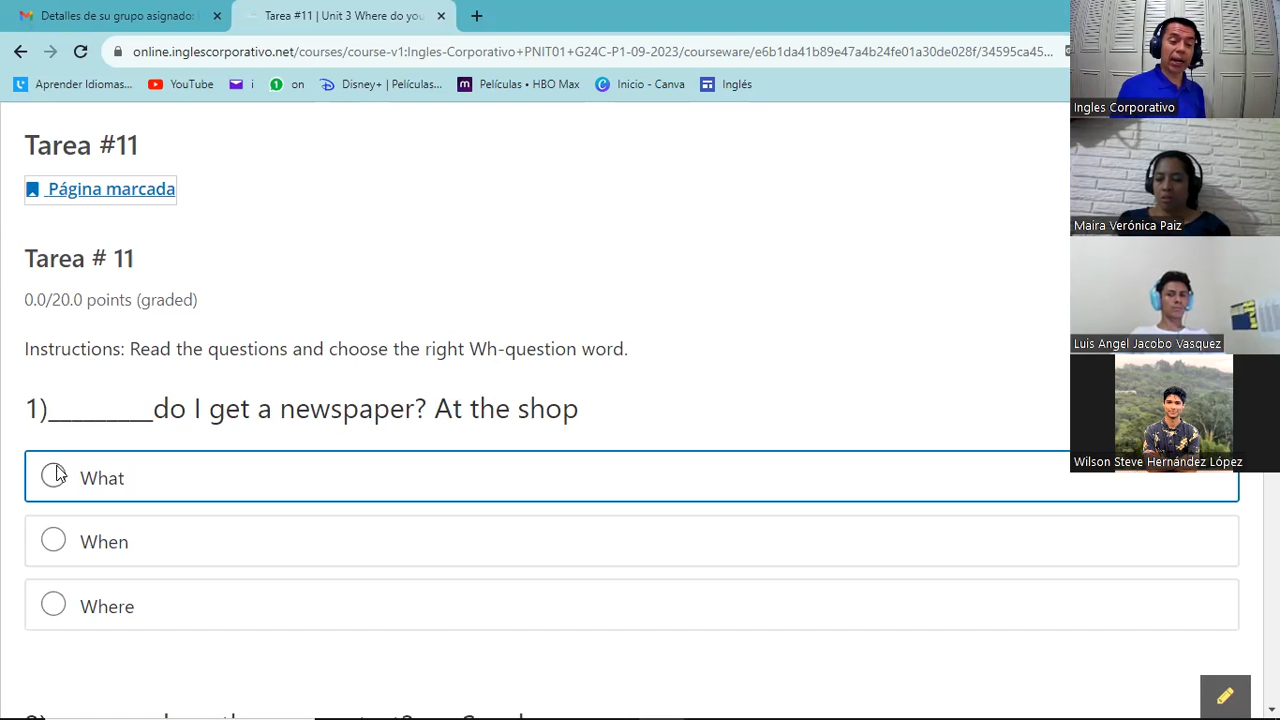 Detalles de su grupo asignado:
Tarea #11 | Unit 3 Where do you
online.inglescorporativo.net/courses/course-v1:Ingles-corporativo+INIT01+G24C-P1-09-2023/courseware/e6b1da41b89e47a4b24fe01a30de02bf/34595ca45...
Aprender Idiomas...
YouTube
i
on
Disney+ | Películas...
Películas • HBO Max
Inicio - Canva
Inglés
Ingles Corporativo
Maira Verónica Paiz
Luis Angel Jacobo Vasquez
Wilson Steve Hernández López
Tarea #11
Página marcada
Tarea # 11
0.0/20.0 points (graded)
Instructions: Read the questions and choose the right Wh-question word.
1)_________do I get a newspaper? At the shop
What
When
Where